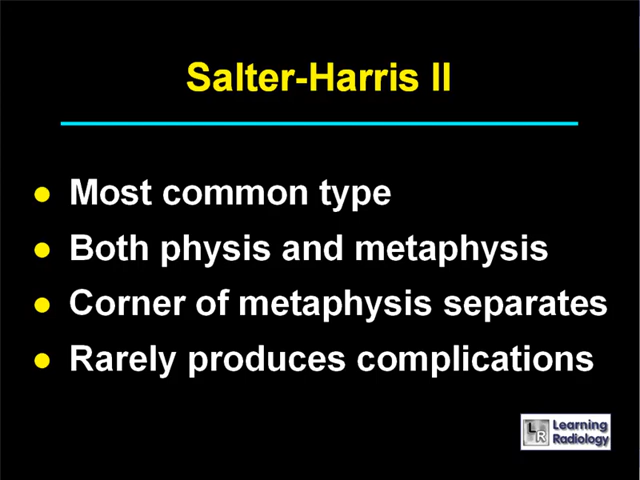 Salter-Harris II
Most common type
Both physis and metaphysis
Corner of metaphysis separates
Rarely produces complications
LR
Learning
Radiology